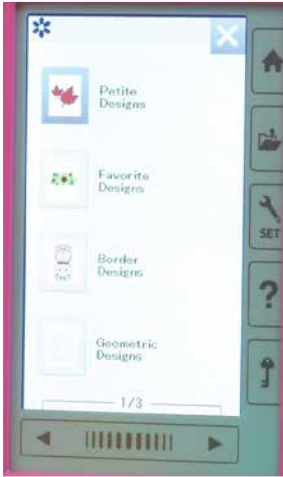 Petite
Designs
Favorite
Designs
Border
Designs
Geometric
Designs
1/3
SET
?